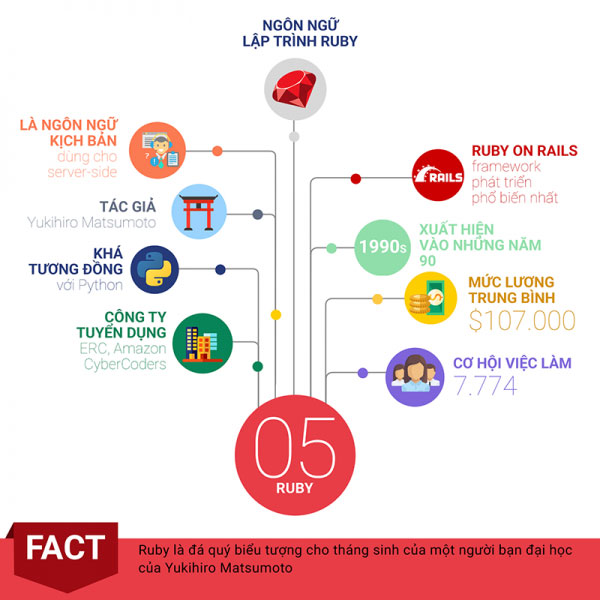 NGÔN NGỮ
LẬP TRÌNH RUBY
LÀ NGÔN NGỮ
KỊCH BẢN
dùng cho
server-side
TÁC GIẢ
Yukihiro Matsumoto
KHÁ
TƯƠNG ĐỒNG
với Python
CÔNG TY
TUYỂN DỤNG
ERC, Amazon
CyberCoders
RAILS
RUBY ON RAILS
framework
phát triển
phổ biến nhất
1990s
XUẤT HIỆN
VÀO NHỮNG NĂM
90
MỨC LƯƠNG
TRUNG BÌNH
$107.000
CƠ HỘI VIỆC LÀM
7.774
05
RUBY
FACT
Ruby là đá quý biểu tượng cho tháng sinh của một người bạn đại học
của Yukihiro Matsumoto